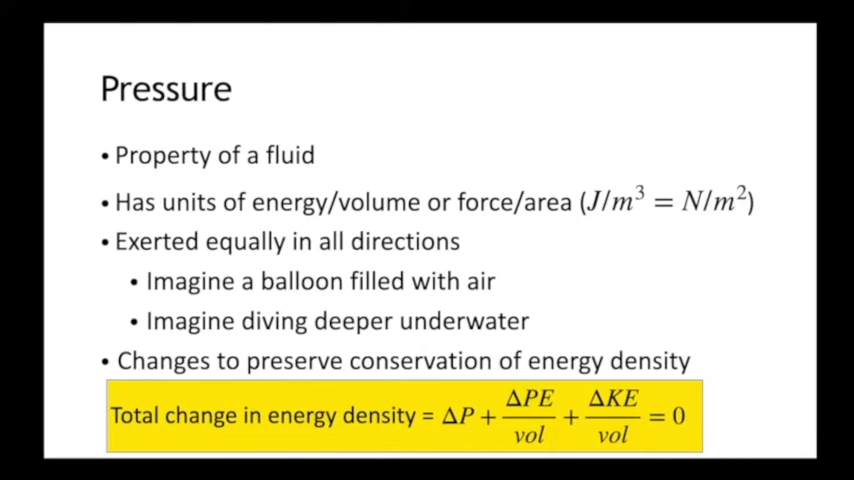 Pressure
• Property of a fluid
• Has units of energy/volume or force/area (J/m³ = N/m²)
• Exerted equally in all directions
• Imagine a balloon filled with air
• Imagine diving deeper underwater
• Changes to preserve conservation of energy density
Total change in energy density = ΔP + ΔPE/vol + ΔKE/vol = 0